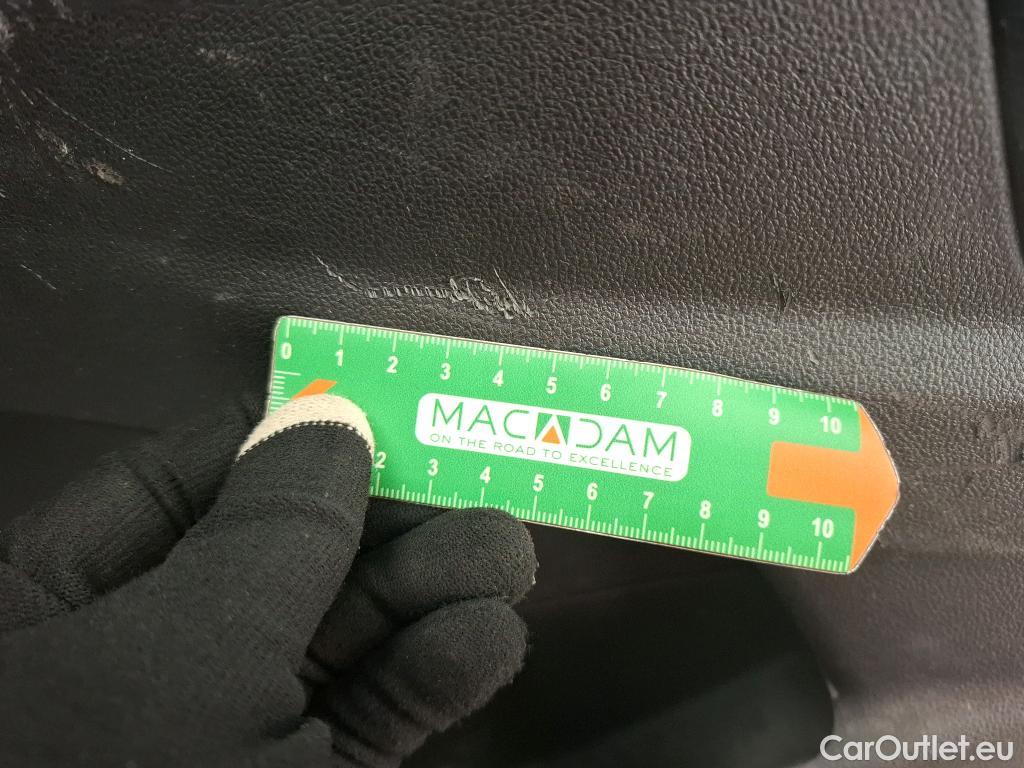 0 1 2 3 4 5 6 7 8 9 10
MACADAM
ON THE ROAD TO EXCELLENCE
2 3 4 5 6 7 8 9 10
CarOutlet.eu